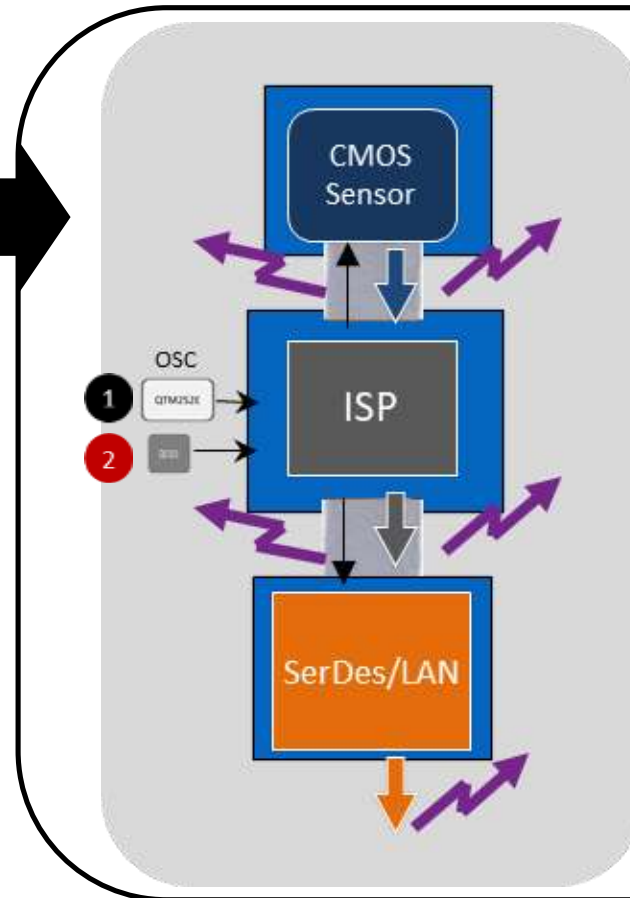 CMOS
Sensor
OSC
1
QTM252E
ISP
2
SerDes/LAN